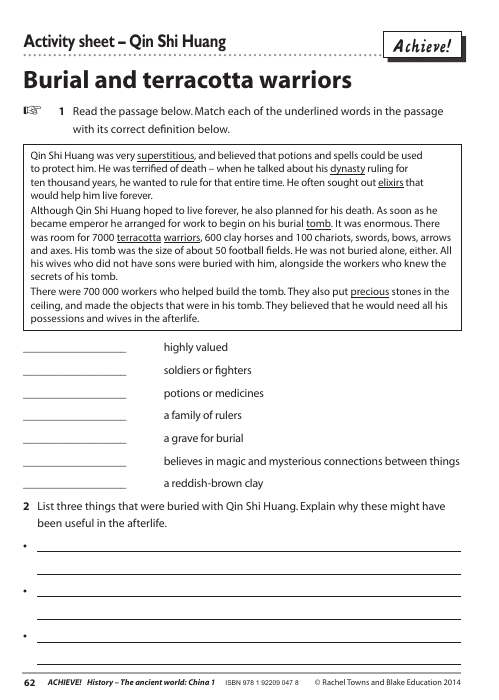 Activity sheet – Qin Shi Huang
Achieve!
Burial and terracotta warriors
1 Read the passage below. Match each of the underlined words in the passage
with its correct definition below.
Qin Shi Huang was very superstitious, and believed that potions and spells could be used
to protect him. He was terrified of death – when he talked about his dynasty ruling for
ten thousand years, he wanted to rule for that entire time. He often sought out elixirs that
would help him live forever.
Although Qin Shi Huang hoped to live forever, he also planned for his death. As soon as he
became emperor he arranged for work to begin on his burial tomb. It was enormous. There
was room for 7000 terracotta warriors, 600 clay horses and 100 chariots, swords, bows, arrows
and axes. His tomb was the size of about 50 football fields. He was not buried alone, either. All
his wives who did not have sons were buried with him, alongside the workers who knew the
secrets of his tomb.
There were 700 000 workers who helped build the tomb. They also put precious stones in the
ceiling, and made the objects that were in his tomb. They believed that he would need all his
possessions and wives in the afterlife.
highly valued
soldiers or fighters
potions or medicines
a family of rulers
a grave for burial
believes in magic and mysterious connections between things
a reddish-brown clay
2 List three things that were buried with Qin Shi Huang. Explain why these might have
been useful in the afterlife.
•
•
•
62 ACHIEVE! History – The ancient world: China 1 ISBN 978 1 92209 047 8 © Rachel Towns and Blake Education 2014